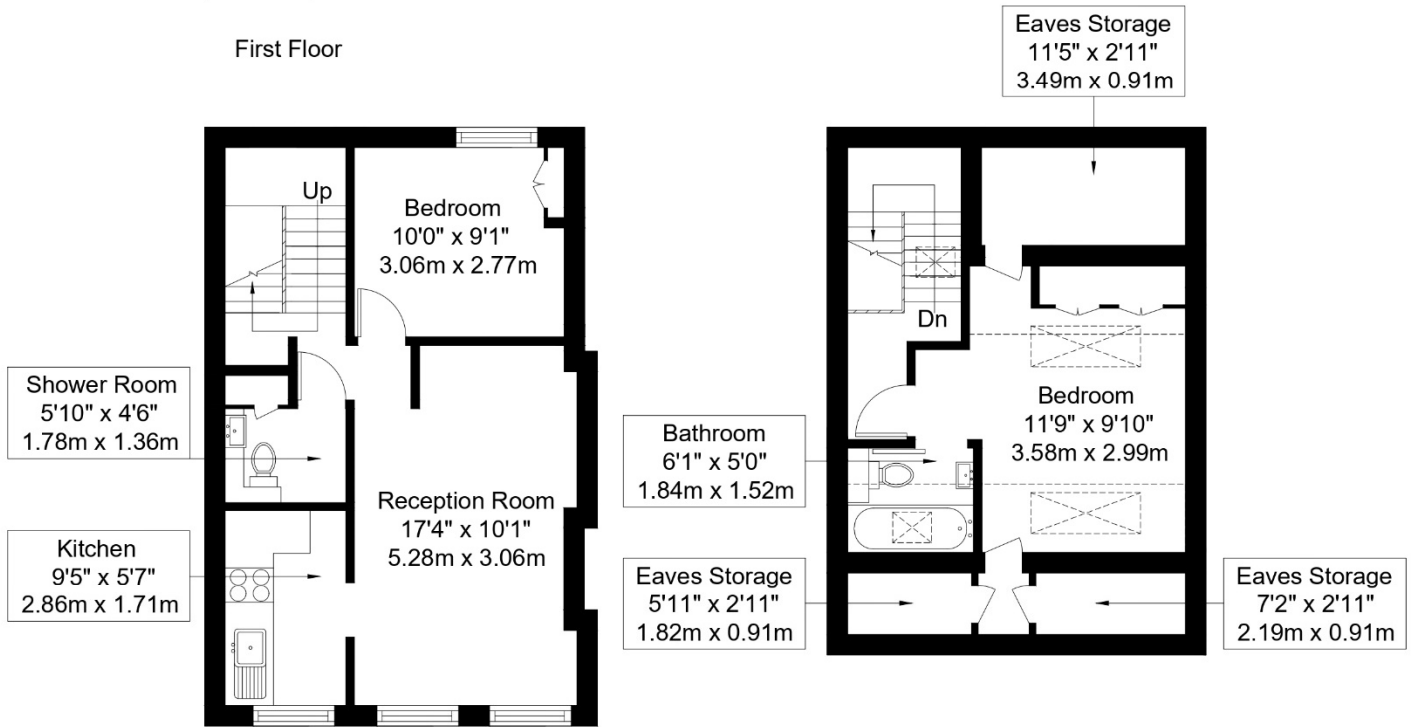 First Floor
Eaves Storage
11'5" x 2'11"
3.49m x 0.91m
Up
Bedroom
10'0" x 9'1"
3.06m x 2.77m
Shower Room
5'10" x 4'6"
1.78m x 1.36m
Reception Room
17'4" x 10'1"
5.28m x 3.06m
Kitchen
9'5" x 5'7"
2.86m x 1.71m
Dn
Bedroom
11'9" x 9'10"
3.58m x 2.99m
Bathroom
6'1" x 5'0"
1.84m x 1.52m
Eaves Storage
5'11" x 2'11"
1.82m x 0.91m
Eaves Storage
7'2" x 2'11"
2.19m x 0.91m